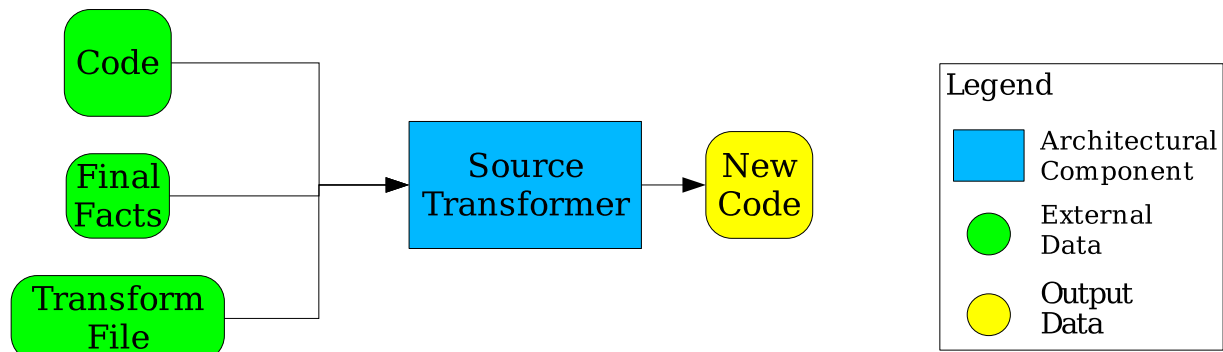 Code
Final
Facts
Transform
File
Source
Transformer
New
Code
Legend
Architectural
Component
External
Data
Output
Data